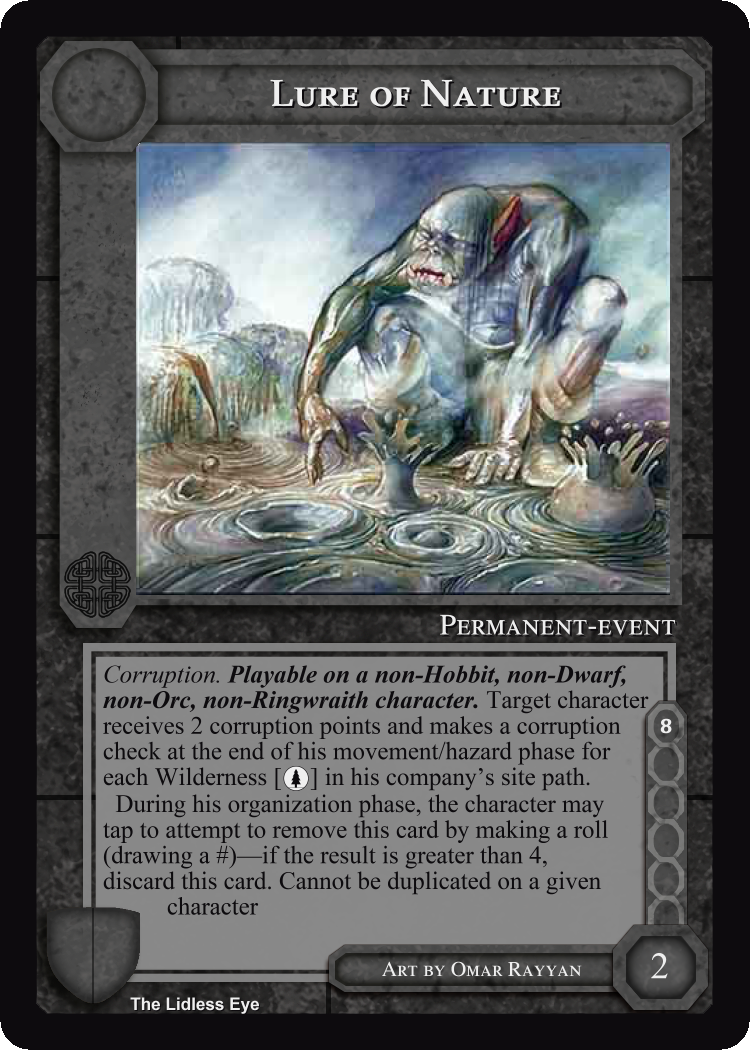 Lure of Nature
Permanent-event
Corruption. Playable on a non-Hobbit, non-Dwarf,
non-Orc, non-Ringwraith character. Target character
receives 2 corruption points and makes a corruption
check at the end of his movement/hazard phase for
each Wilderness [ ] in his company's site path.
During his organization phase, the character may
tap to attempt to remove this card by making a roll
(drawing a #)—if the result is greater than 4,
discard this card. Cannot be duplicated on a given
character
8
Art by Omar Rayyan
2
The Lidless Eye